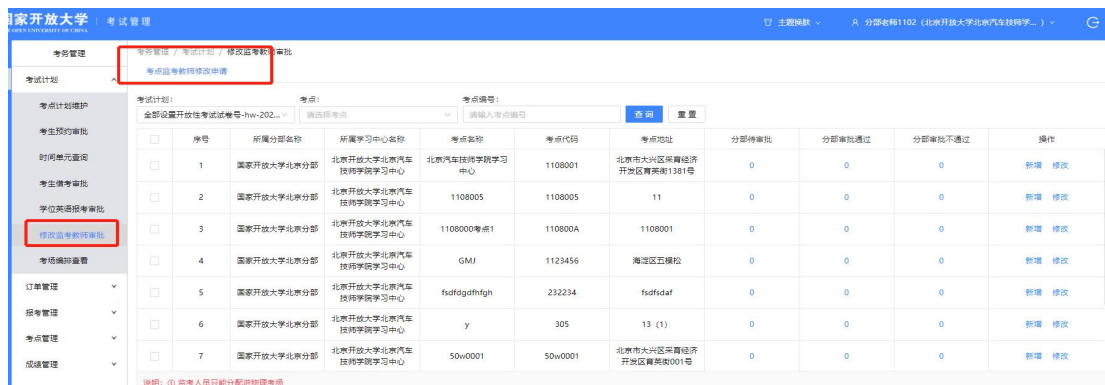 国家开放大学 考试管理 主题换肤 分部老师1102（北京开放大学北京汽车技师学... ）
考务管理
考务管理 / 考试计划 / 修改监考教师审批
考点监考教师修改申请
考试计划
考点计划维护
考生预约审批
时间单元查询
考生借考审批
学位英语报考审批
修改监考教师审批
考场编排查看
订单管理
报考管理
考点管理
成绩管理
考试计划: 考点: 考点编号:
全部设置开放性考试试卷号-hw-202... 请选择考点 请输入考点编号 查 询 重 置
序号 所属分部名称 所属学习中心名称 考点名称 考点代码 考点地址 分部待审批 分部审批通过 分部审批不通过 操作
1 国家开放大学北京分部 北京开放大学北京汽车技师学院学习中心 北京汽车技师学院学习中心 1108001 北京市大兴区采育经济开发区育英街1381号 0 0 0 新增 修改
2 国家开放大学北京分部 北京开放大学北京汽车技师学院学习中心 1108005 1108005 11 0 0 0 新增 修改
3 国家开放大学北京分部 北京开放大学北京汽车技师学院学习中心 1108000考点1 110800A 1108001 0 0 0 新增 修改
4 国家开放大学北京分部 北京开放大学北京汽车技师学院学习中心 GMJ 1123456 海淀区五棵松 0 0 0 新增 修改
5 国家开放大学北京分部 北京开放大学北京汽车技师学院学习中心 fsdfdgdfhfgh 232234 fsdfsdaf 0 0 0 新增 修改
6 国家开放大学北京分部 北京开放大学北京汽车技师学院学习中心 y 305 13（1） 0 0 0 新增 修改
7 国家开放大学北京分部 北京开放大学北京汽车技师学院学习中心 50w0001 50w0001 北京市大兴区采育经济开发区育英街001号 0 0 0 新增 修改
说明: ① 监考人员只能分配进物理考场